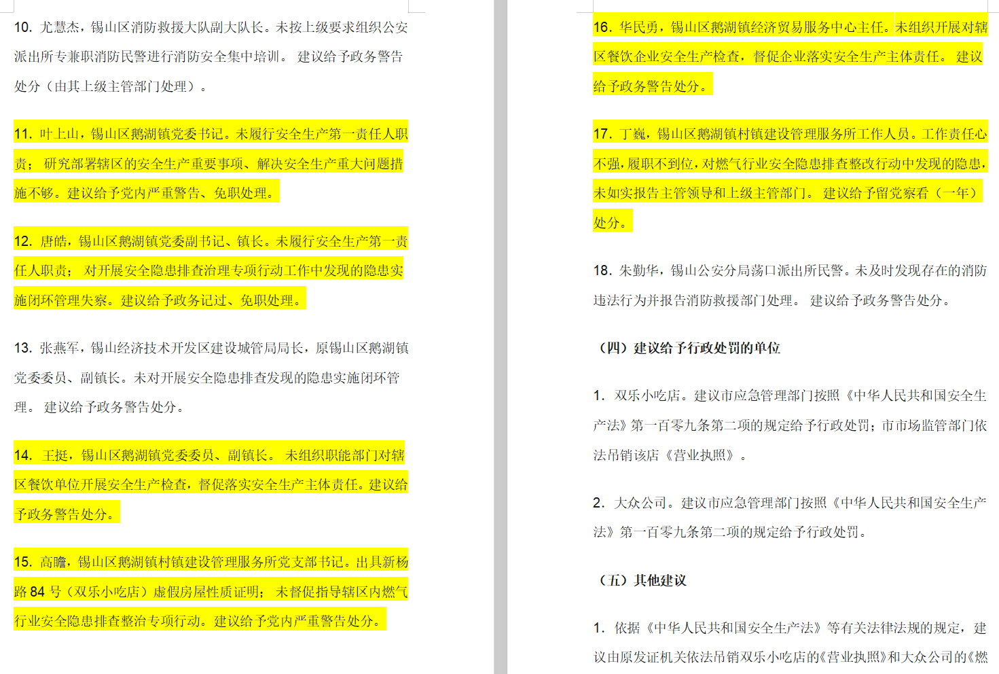 10. 尤慧杰，锡山区消防救援大队副大队长。未按上级要求组织公安
派出所专兼职消防民警进行消防安全集中培训。 建议给予政务警告
处分（由其上级主管部门处理）。
11. 叶上山，锡山区鹅湖镇党委书记。未履行安全生产第一责任人职
责； 研究部署辖区的安全生产重要事项、解决安全生产重大问题措
施不够。建议给予党内严重警告、免职处理。
12. 唐皓，锡山区鹅湖镇党委副书记、镇长。未履行安全生产第一责
任人职责； 对开展安全隐患排查治理专项行动工作中发现的隐患实
施闭环管理失察。建议给予政务记过、免职处理。
13. 张燕军，锡山经济技术开发区建设城管局局长，原锡山区鹅湖镇
党委委员、副镇长。未对开展安全隐患排查发现的隐患实施闭环管
理。 建议给予政务警告处分。
14. 王挺，锡山区鹅湖镇党委委员、副镇长。 未组织职能部门对辖
区餐饮单位开展安全生产检查，督促落实安全生产主体责任。建议给
予政务警告处分。
15. 高瞻，锡山区鹅湖镇村镇建设管理服务所党支部书记。出具新杨
路 84 号（双乐小吃店）虚假房屋性质证明； 未督促指导辖区内燃气
行业安全隐患排查整治专项行动。建议给予党内严重警告处分。
16. 华民勇，锡山区鹅湖镇经济贸易服务中心主任。未组织开展对辖
区餐饮企业安全生产检查，督促企业落实安全生产主体责任。 建议
给予政务警告处分。
17. 丁巍，锡山区鹅湖镇村镇建设管理服务所工作人员。工作责任心
不强，履职不到位，对燃气行业安全隐患排查整改行动中发现的隐患，
未如实报告主管领导和上级主管部门。 建议给予留党察看（一年）
处分。
18. 朱勤华，锡山公安分局荡口派出所民警。未及时发现存在的消防
违法行为并报告消防救援部门处理。 建议给予政务警告处分。
（四）建议给予行政处罚的单位
1. 双乐小吃店。建议市应急管理部门按照《中华人民共和国安全生
产法》第一百零九条第二项的规定给予行政处罚；市市场监管部门依
法吊销该店《营业执照》。
2. 大众公司。建议市应急管理部门按照《中华人民共和国安全生产
法》第一百零九条第二项的规定给予行政处罚。
（五）其他建议
1. 依据《中华人民共和国安全生产法》等有关法律法规的规定，建
议由原发证机关依法吊销双乐小吃店的《营业执照》和大众公司的《燃